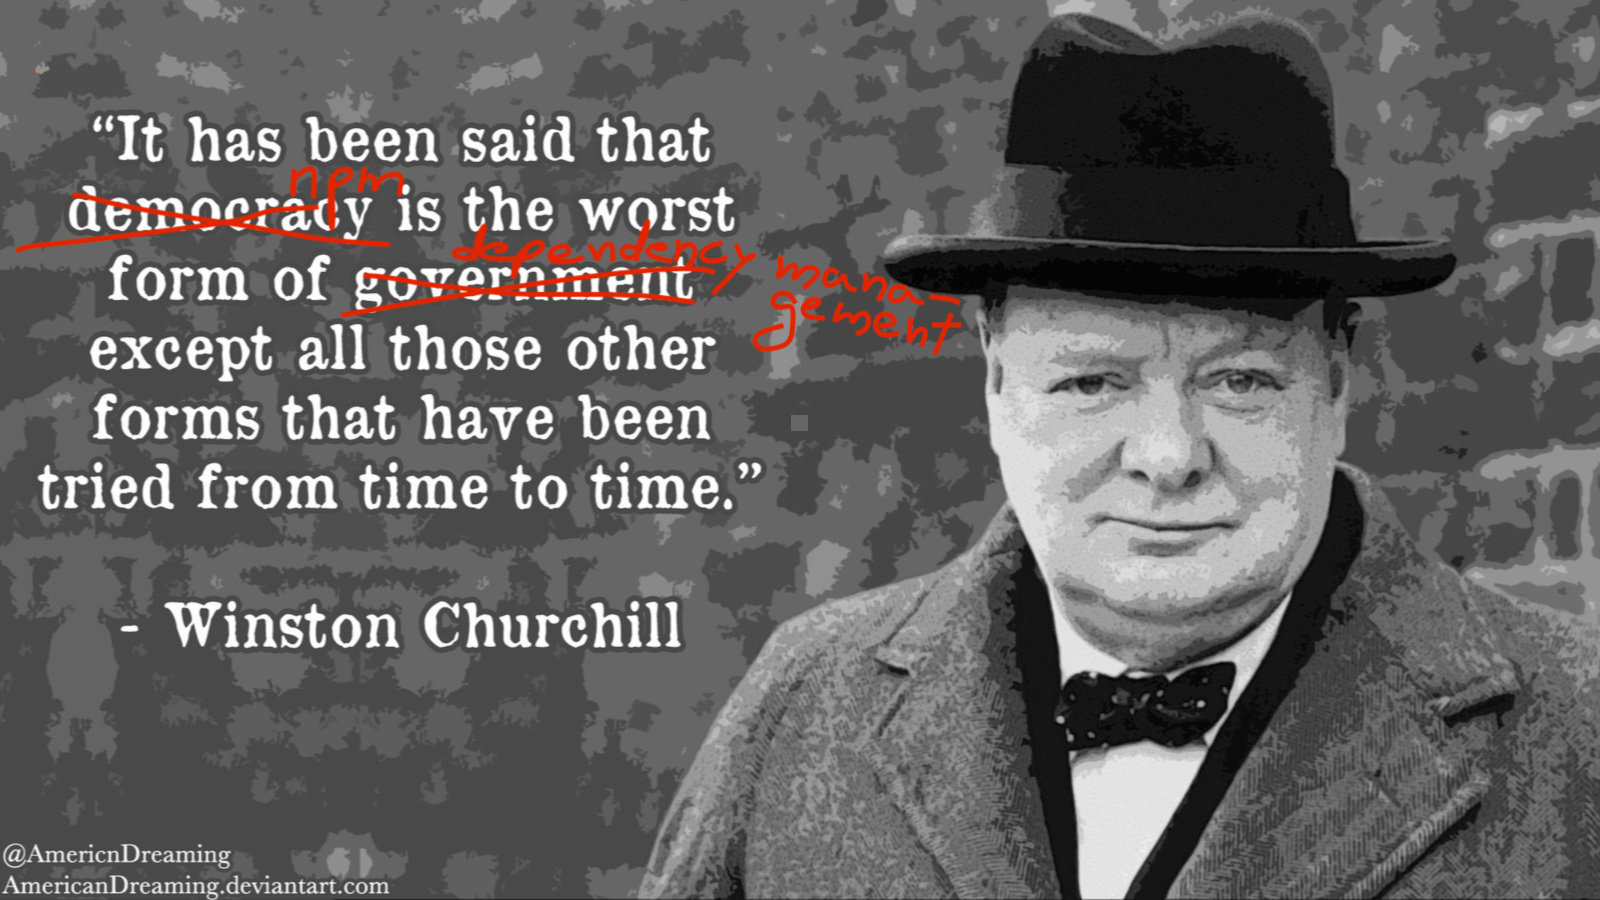 “It has been said that
npm
democracy is the worst
dependency mana-
gement
form of government
except all those other
forms that have been
tried from time to time.”
- Winston Churchill
@AmericnDreaming
AmericanDreaming.deviantart.com